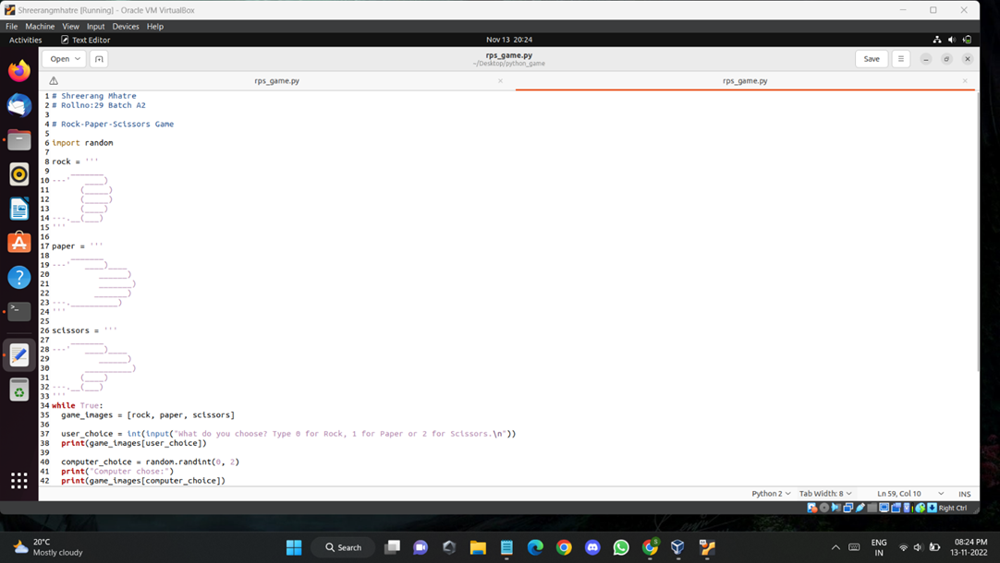 Shreerangmhatre [Running] - Oracle VM VirtualBox
File Machine View Input Devices Help
Activities Text Editor Nov 13 20:24
Open rps_game.py Save
~/Desktop/python_game
rps_game.py rps_game.py
1 # Shreerang Mhatre
2 # Rollno:29 Batch A2
3
4 # Rock-Paper-Scissors Game
5
6 import random
7
8 rock = '''
9     _______
10 ---'   ____)
11       (_____)
12       (_____)
13       (____)
14 ---.__(___)
15 '''
16
17 paper = '''
18     _______
19 ---'   ____)____
20           ______)
21           _______)
22          _______)
23 ---.__________)
24 '''
25
26 scissors = '''
27     _______
28 ---'   ____)____
29           ______)
30        __________)
31       (____)
32 ---.__(___)
33 '''
34 while True:
35   game_images = [rock, paper, scissors]
36
37   user_choice = int(input("What do you choose? Type 0 for Rock, 1 for Paper or 2 for Scissors.\n"))
38   print(game_images[user_choice])
39
40   computer_choice = random.randint(0, 2)
41   print("Computer chose:")
42   print(game_images[computer_choice])
Python 2 Tab Width: 8 Ln 59, Col 10 INS
Right Ctrl
20°C
Mostly cloudy
Search
ENG
IN
08:24 PM
13-11-2022